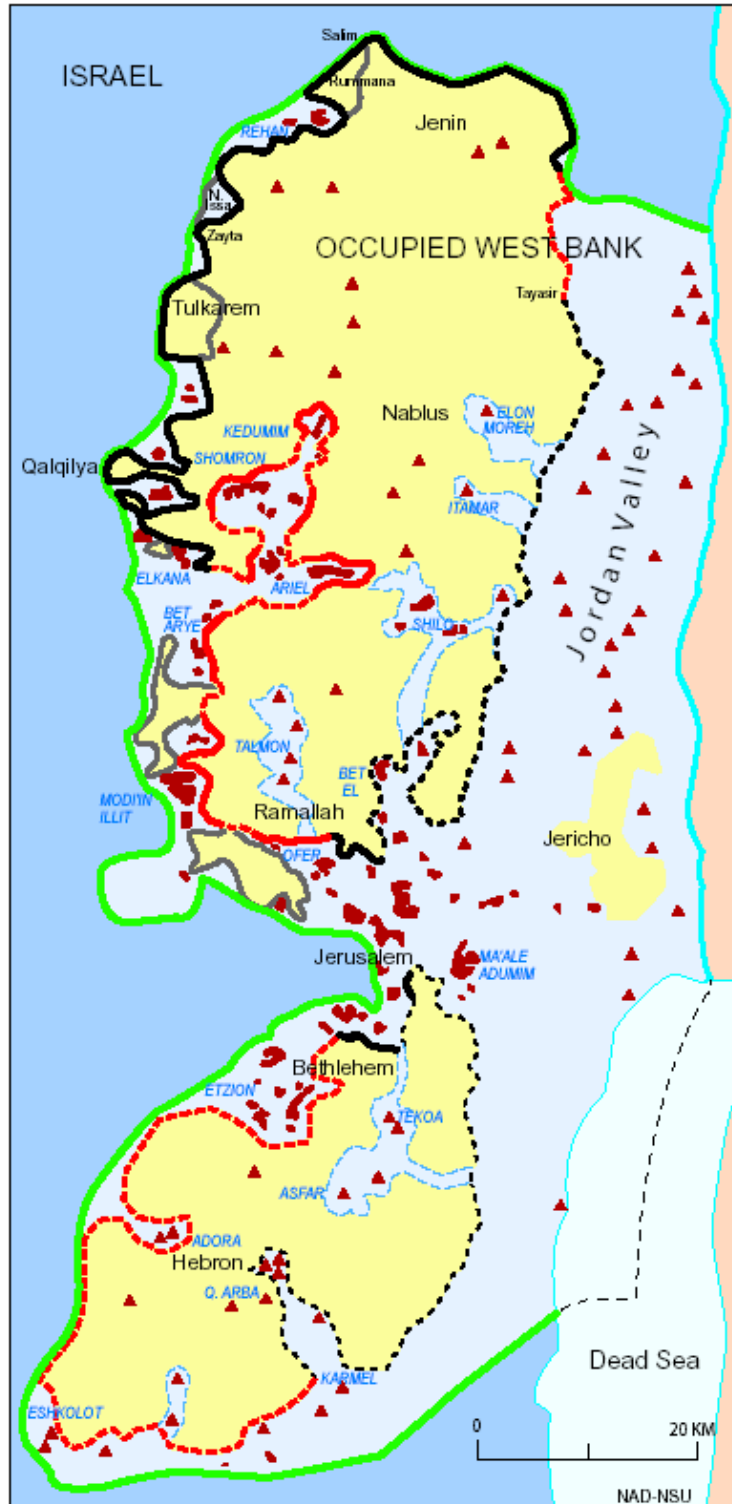 Salim
ISRAEL
Rummana
Jenin
REHAN
N.
Issa
Zayta
OCCUPIED WEST BANK
Tayasir
Tulkarem
KEDUMIM
Nablus
ELON
MOREH
Qalqilya
SHOMRON
ITAMAR
Jordan Valley
ELKANA
ARIEL
BET
ARYE
SHILO
TALMON
BET
EL
MODI'IN
ILLIT
Ramallah
Jericho
OFER
Jerusalem
MA'ALE
ADUMIM
Bethlehem
ETZION
TEKOA
ASFAR
ADORA
Hebron
Q. ARBA
Dead Sea
KARMEL
ESHKOLOT
0 20 KM
NAD-NSU